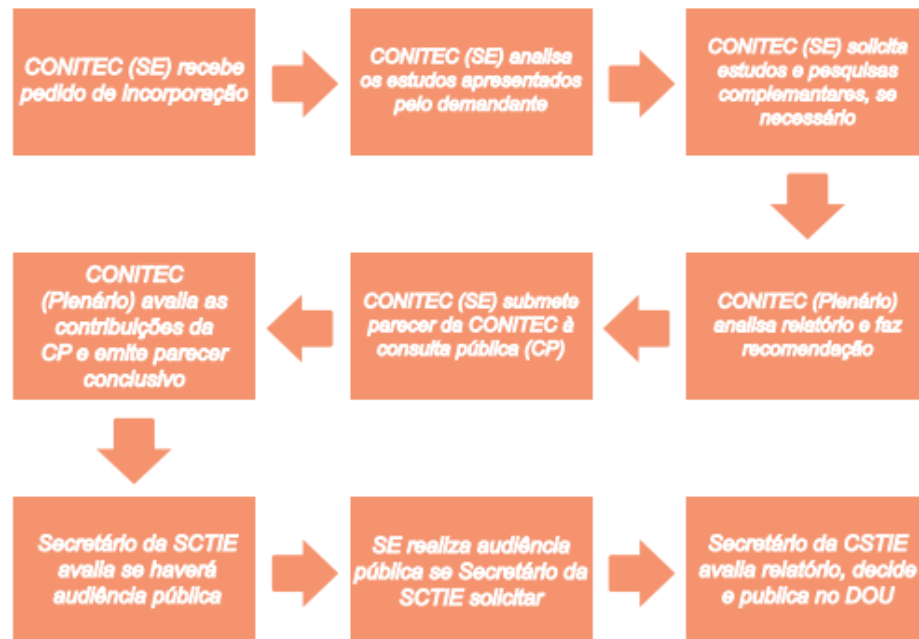 CONITEC (SE) recebe
pedido de incorporação
CONITEC (SE) analisa
os estudos apresentados
pelo demandante
CONITEC (SE) solicita
estudos e pesquisas
complemantares, se
necessário
CONITEC (Plenário)
analisa relatório e faz
recomendação
CONITEC (SE) submete
parecer da CONITEC à
consulta pública (CP)
CONITEC
(Plenário) avalia as
contribuições da
CP e emite parecer
conclusivo
Secretário da SCTIE
avalia se haverá
audiência pública
SE realiza audiência
pública se Secretário da
SCTIE solicitar
Secretário da CSTIE
avalia relatório, decide
e publica no DOU